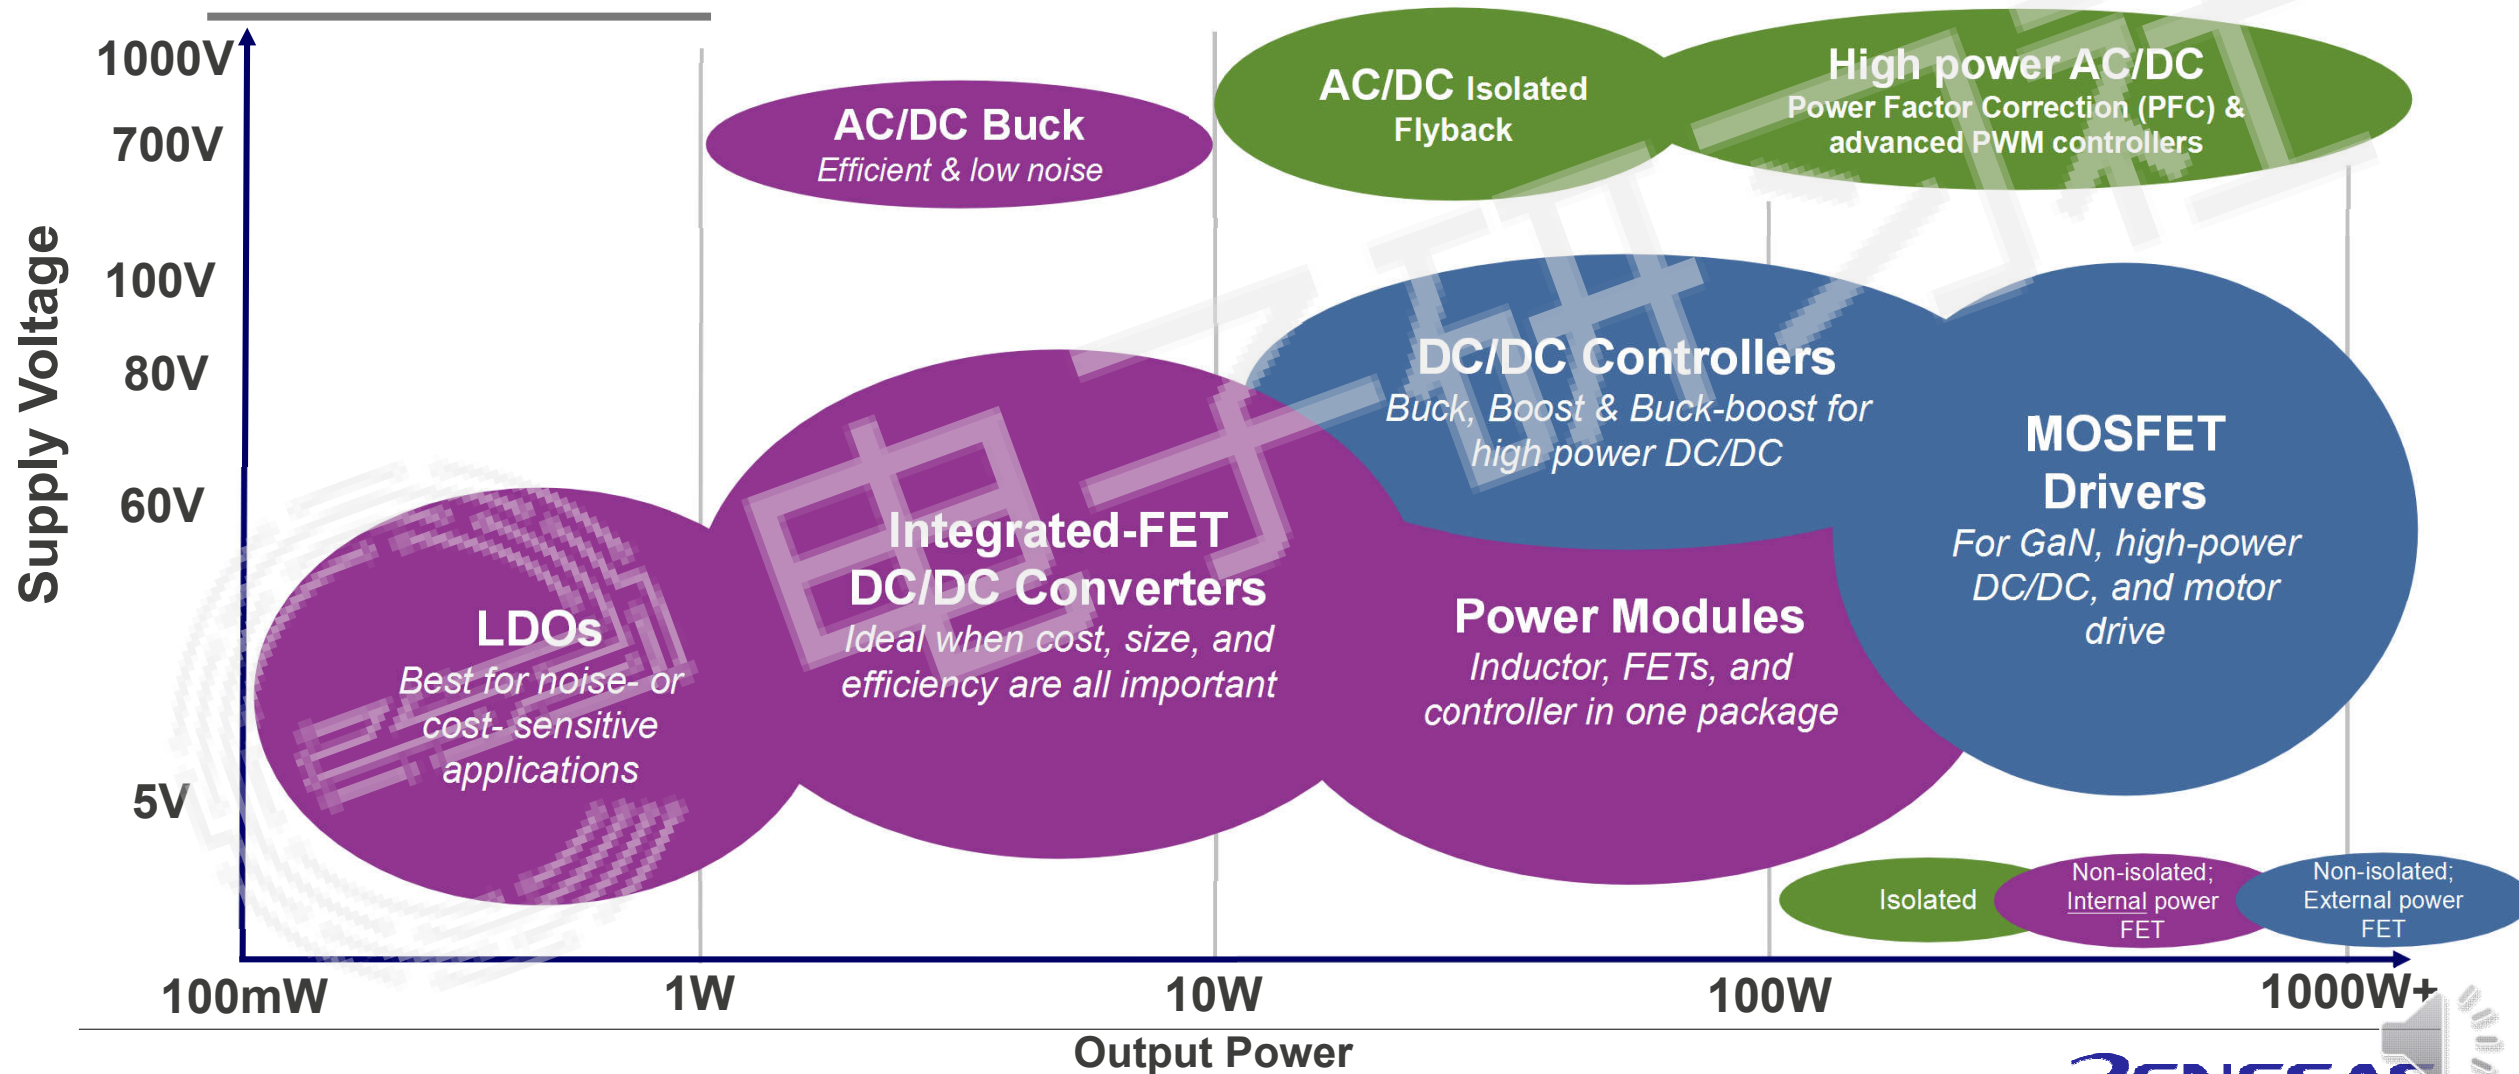 1000V
700V
100V
80V
60V
5V
Supply Voltage
AC/DC Buck
Efficient & low noise
AC/DC Isolated
Flyback
High power AC/DC
Power Factor Correction (PFC) &
advanced PWM controllers
DC/DC Controllers
Buck, Boost & Buck-boost for
high power DC/DC
MOSFET
Drivers
For GaN, high-power
DC/DC, and motor
drive
Integrated-FET
DC/DC Converters
Ideal when cost, size, and
efficiency are all important
LDOs
Best for noise- or
cost- sensitive
applications
Power Modules
Inductor, FETs, and
controller in one package
Isolated
Non-isolated;
Internal power
FET
Non-isolated;
External power
FET
100mW
1W
10W
100W
1000W+
Output Power
RENESAS